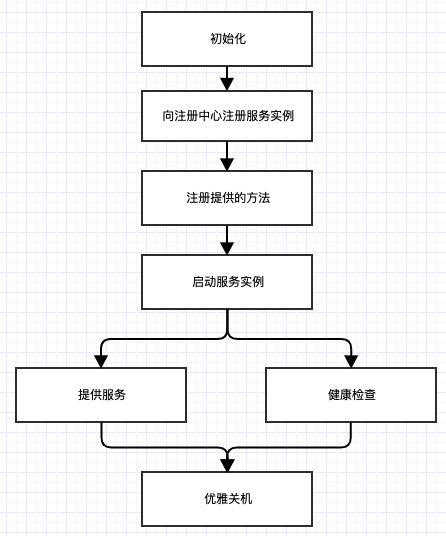 初始化
向注册中心注册服务实例
注册提供的方法
启动服务实例
提供服务
健康检查
优雅关机